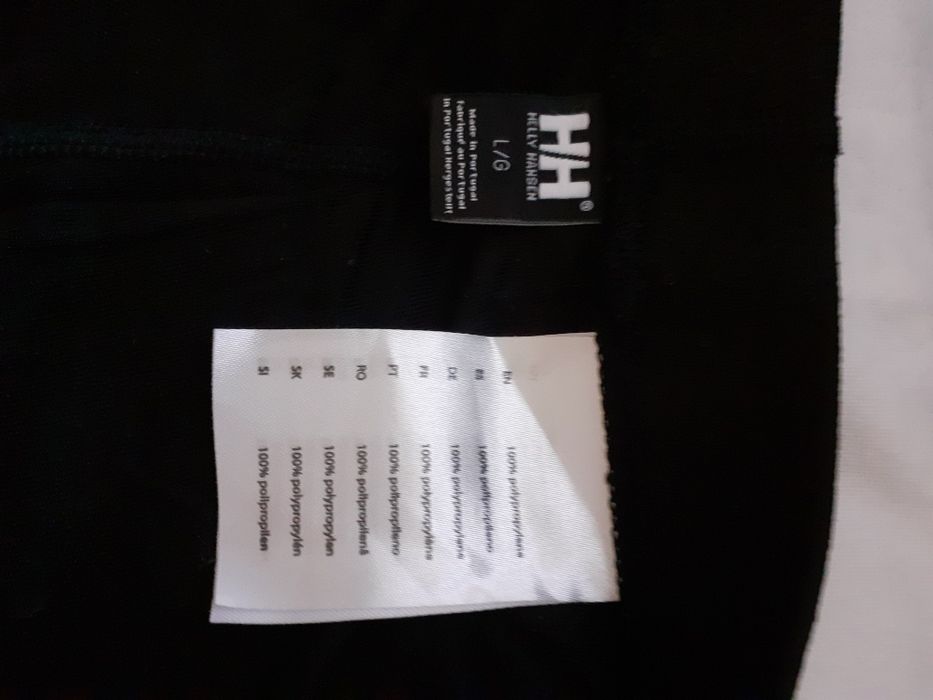 HH®
HELLY HANSEN
L/G
Made in Portugal
Fabriqué au Portugal
In Portugal Hergestellt
EN 100% polypropylene
ES 100% polipropileno
DE 100% polypropylene
FR 100% polypropylène
PT 100% polipropileno
RO 100% polipropilenă
SE 100% polypropylen
SK 100% polypropylén
SI 100% polipropilen